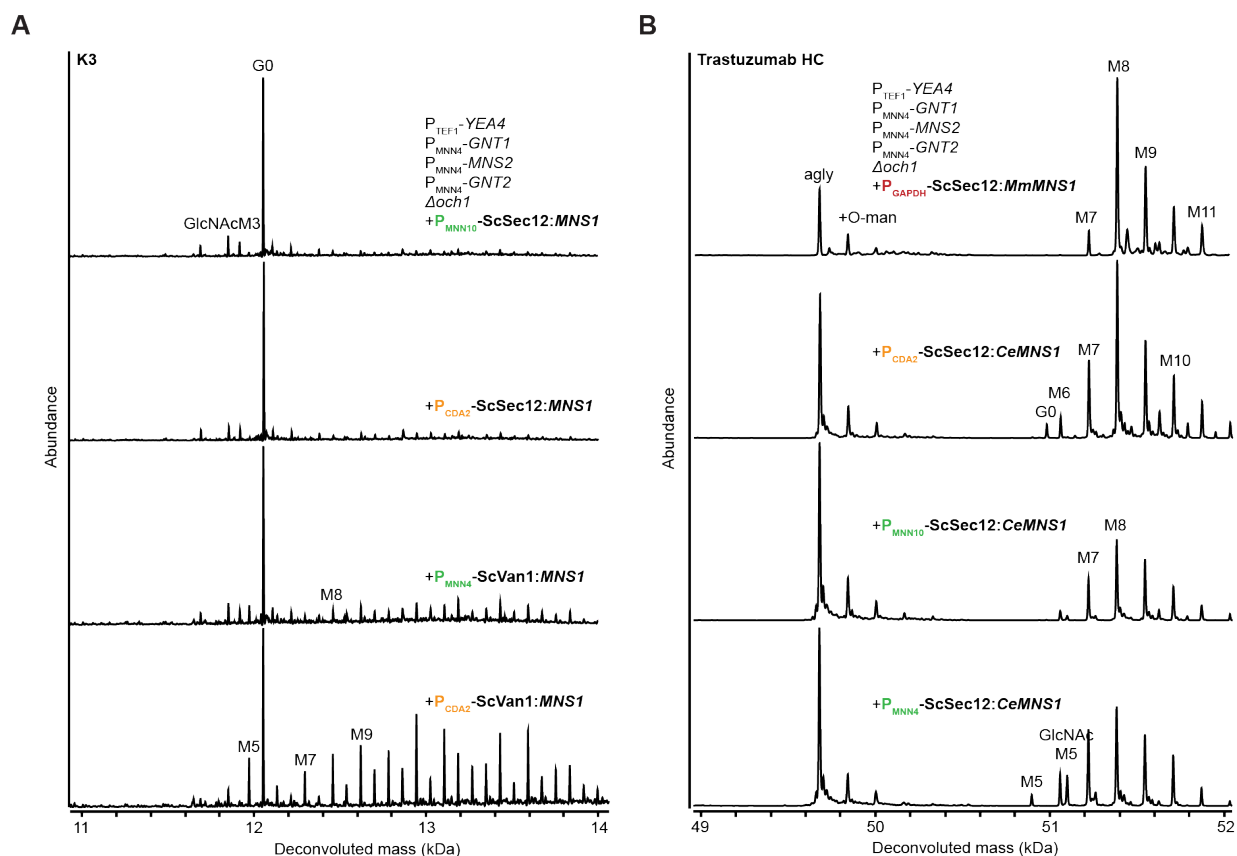 A
K3
G0
GlcNAcM3
PTEF1-YEA4
PMNN4-GNT1
PMNN4-MNS2
PMNN4-GNT2
Δoch1
+PMNN10-ScSec12:MNS1
+PCDA2-ScSec12:MNS1
+PMNN4-ScVan1:MNS1
M8
+PCDA2-ScVan1:MNS1
M5
M7
M9
Abundance
11
12
13
14
Deconvoluted mass (kDa)
B
Trastuzumab HC
PTEF1-YEA4
PMNN4-GNT1
PMNN4-MNS2
PMNN4-GNT2
Δoch1
+PGAPDH-ScSec12:MmMNS1
agly
+O-man
M7
M8
M9
M11
+PCDA2-ScSec12:CeMNS1
G0
M6
M7
M10
+PMNN10-ScSec12:CeMNS1
M7
M8
+PMNN4-ScSec12:CeMNS1
M5
GlcNAc
M5
Abundance
49
50
51
52
Deconvoluted mass (kDa)